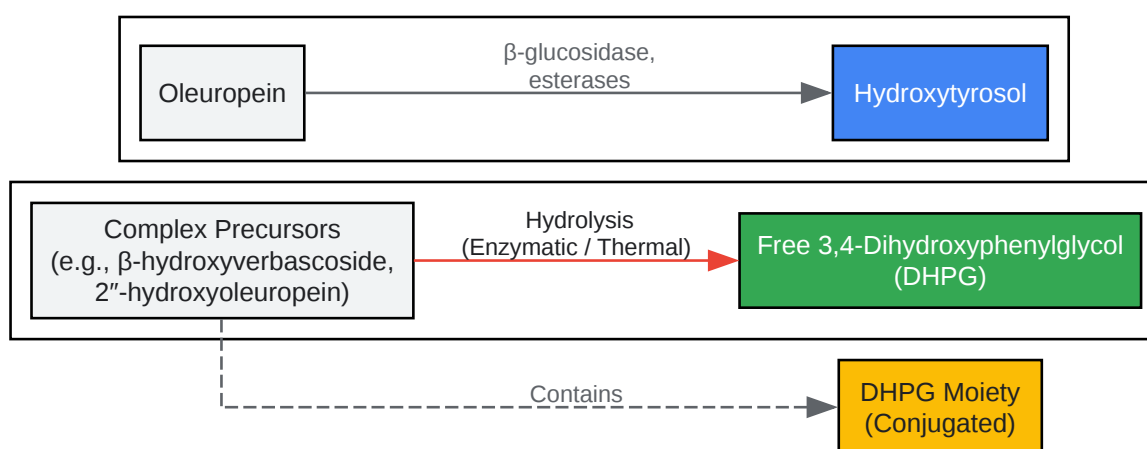 β-glucosidase,
esterases
Oleuropein
Hydroxytyrosol
Complex Precursors
(e.g., β-hydroxyverbascoside,
2″-hydroxyoleuropein)
Hydrolysis
(Enzymatic / Thermal)
Free 3,4-Dihydroxyphenylglycol
(DHPG)
Contains
DHPG Moiety
(Conjugated)